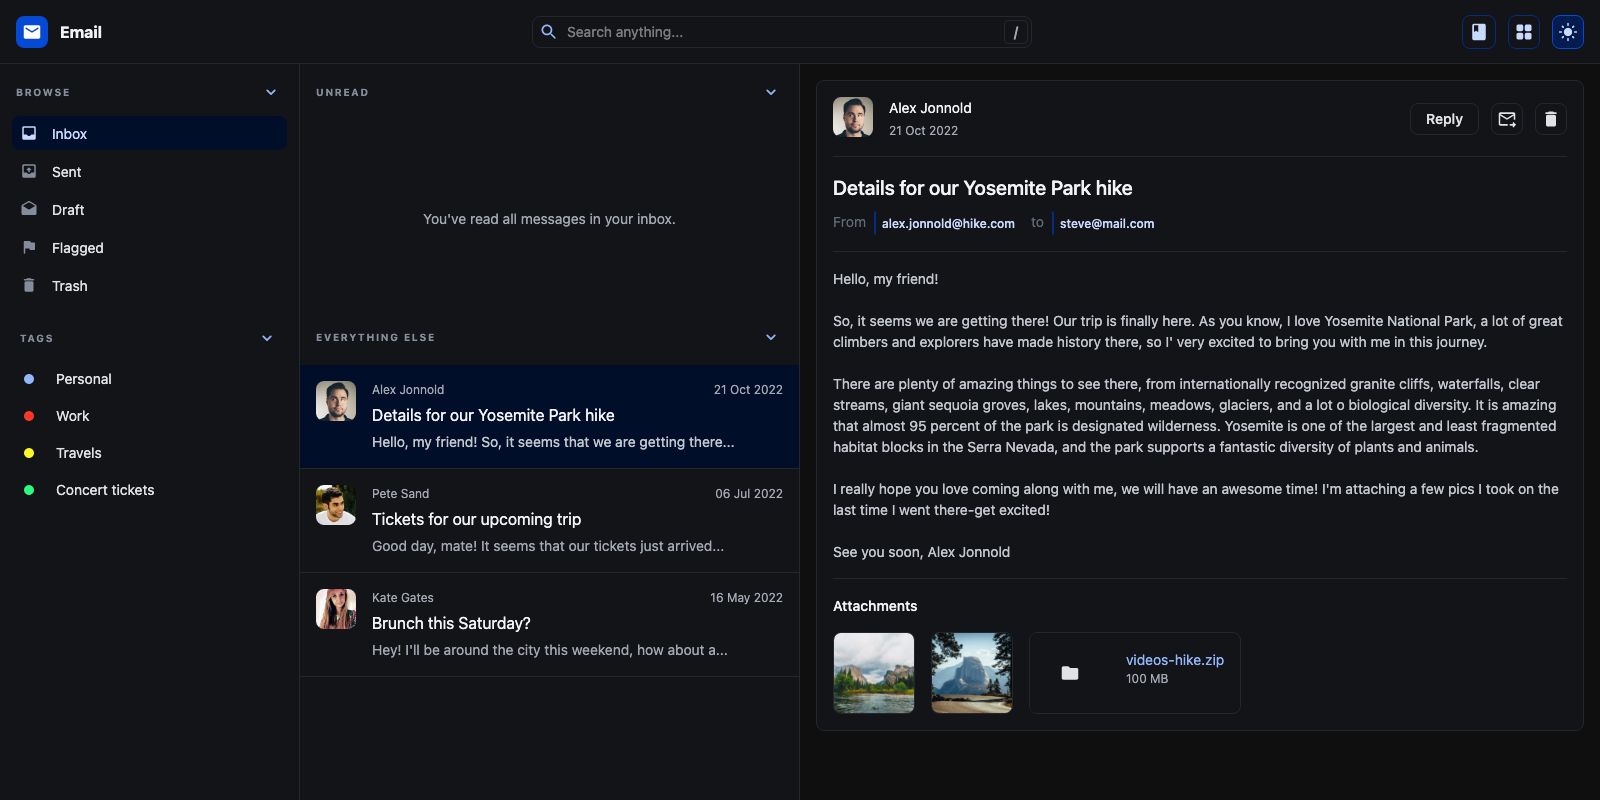 Email
Search anything...
/
BROWSE
Inbox
Sent
Draft
Flagged
Trash
TAGS
Personal
Work
Travels
Concert tickets
UNREAD
You've read all messages in your inbox.
EVERYTHING ELSE
Alex Jonnold 21 Oct 2022
Details for our Yosemite Park hike
Hello, my friend! So, it seems that we are getting there...
Pete Sand 06 Jul 2022
Tickets for our upcoming trip
Good day, mate! It seems that our tickets just arrived...
Kate Gates 16 May 2022
Brunch this Saturday?
Hey! I'll be around the city this weekend, how about a...
Alex Jonnold
21 Oct 2022
Reply
Details for our Yosemite Park hike
From alex.jonnold@hike.com to steve@mail.com
Hello, my friend!
So, it seems we are getting there! Our trip is finally here. As you know, I love Yosemite National Park, a lot of great
climbers and explorers have made history there, so I' very excited to bring you with me in this journey.
There are plenty of amazing things to see there, from internationally recognized granite cliffs, waterfalls, clear
streams, giant sequoia groves, lakes, mountains, meadows, glaciers, and a lot o biological diversity. It is amazing
that almost 95 percent of the park is designated wilderness. Yosemite is one of the largest and least fragmented
habitat blocks in the Serra Nevada, and the park supports a fantastic diversity of plants and animals.
I really hope you love coming along with me, we will have an awesome time! I'm attaching a few pics I took on the
last time I went there-get excited!
See you soon, Alex Jonnold
Attachments
videos-hike.zip
100 MB